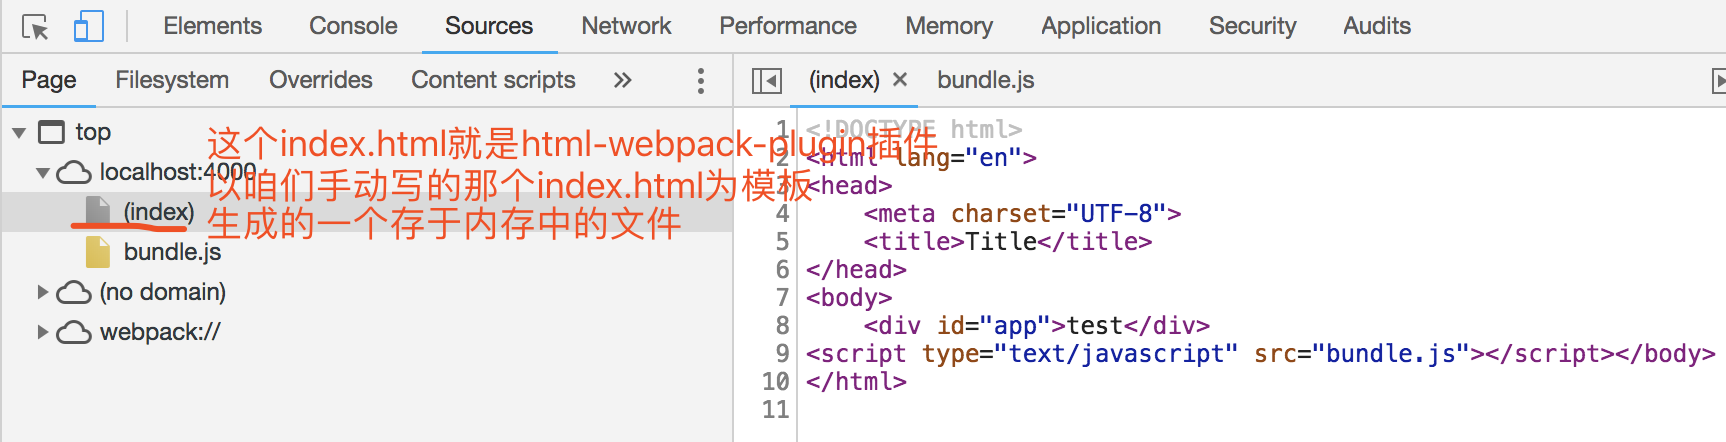 Elements Console Sources Network Performance Memory Application Security Audits
Page Filesystem Overrides Content scripts »
(index) × bundle.js
top
localhost:4000
(index)
bundle.js
(no domain)
webpack://
这个index.html就是html-webpack-plugin插件
以咱们手动写的那个index.html为模板
生成的一个存于内存中的文件
1 <!DOCTYPE html>
2 <html lang="en">
3 <head>
4 <meta charset="UTF-8">
5 <title>Title</title>
6 </head>
7 <body>
8 <div id="app">test</div>
9 <script type="text/javascript" src="bundle.js"></script></body>
10 </html>
11